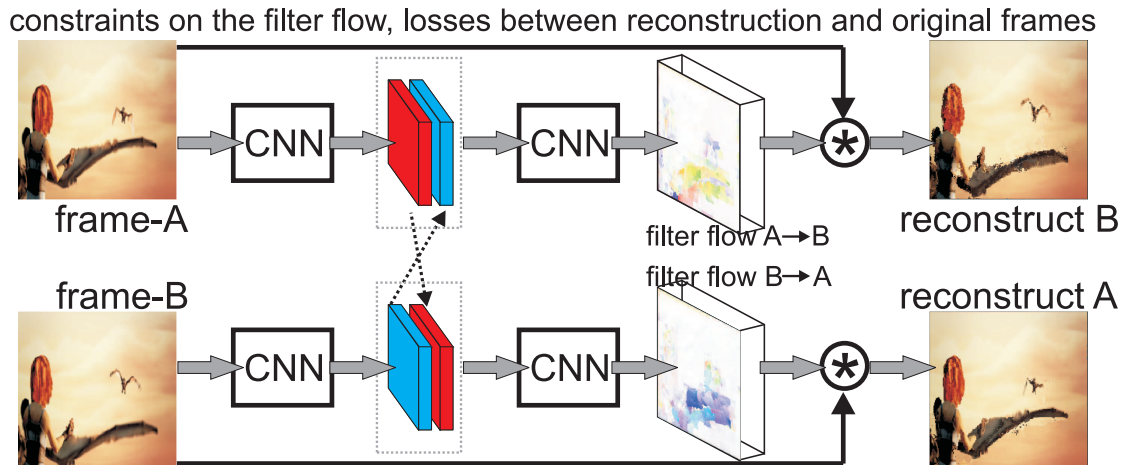 constraints on the filter flow, losses between reconstruction and original frames
CNN
CNN
*
frame-A
filter flow A→B
reconstruct B
frame-B
filter flow B→A
reconstruct A
CNN
CNN
*